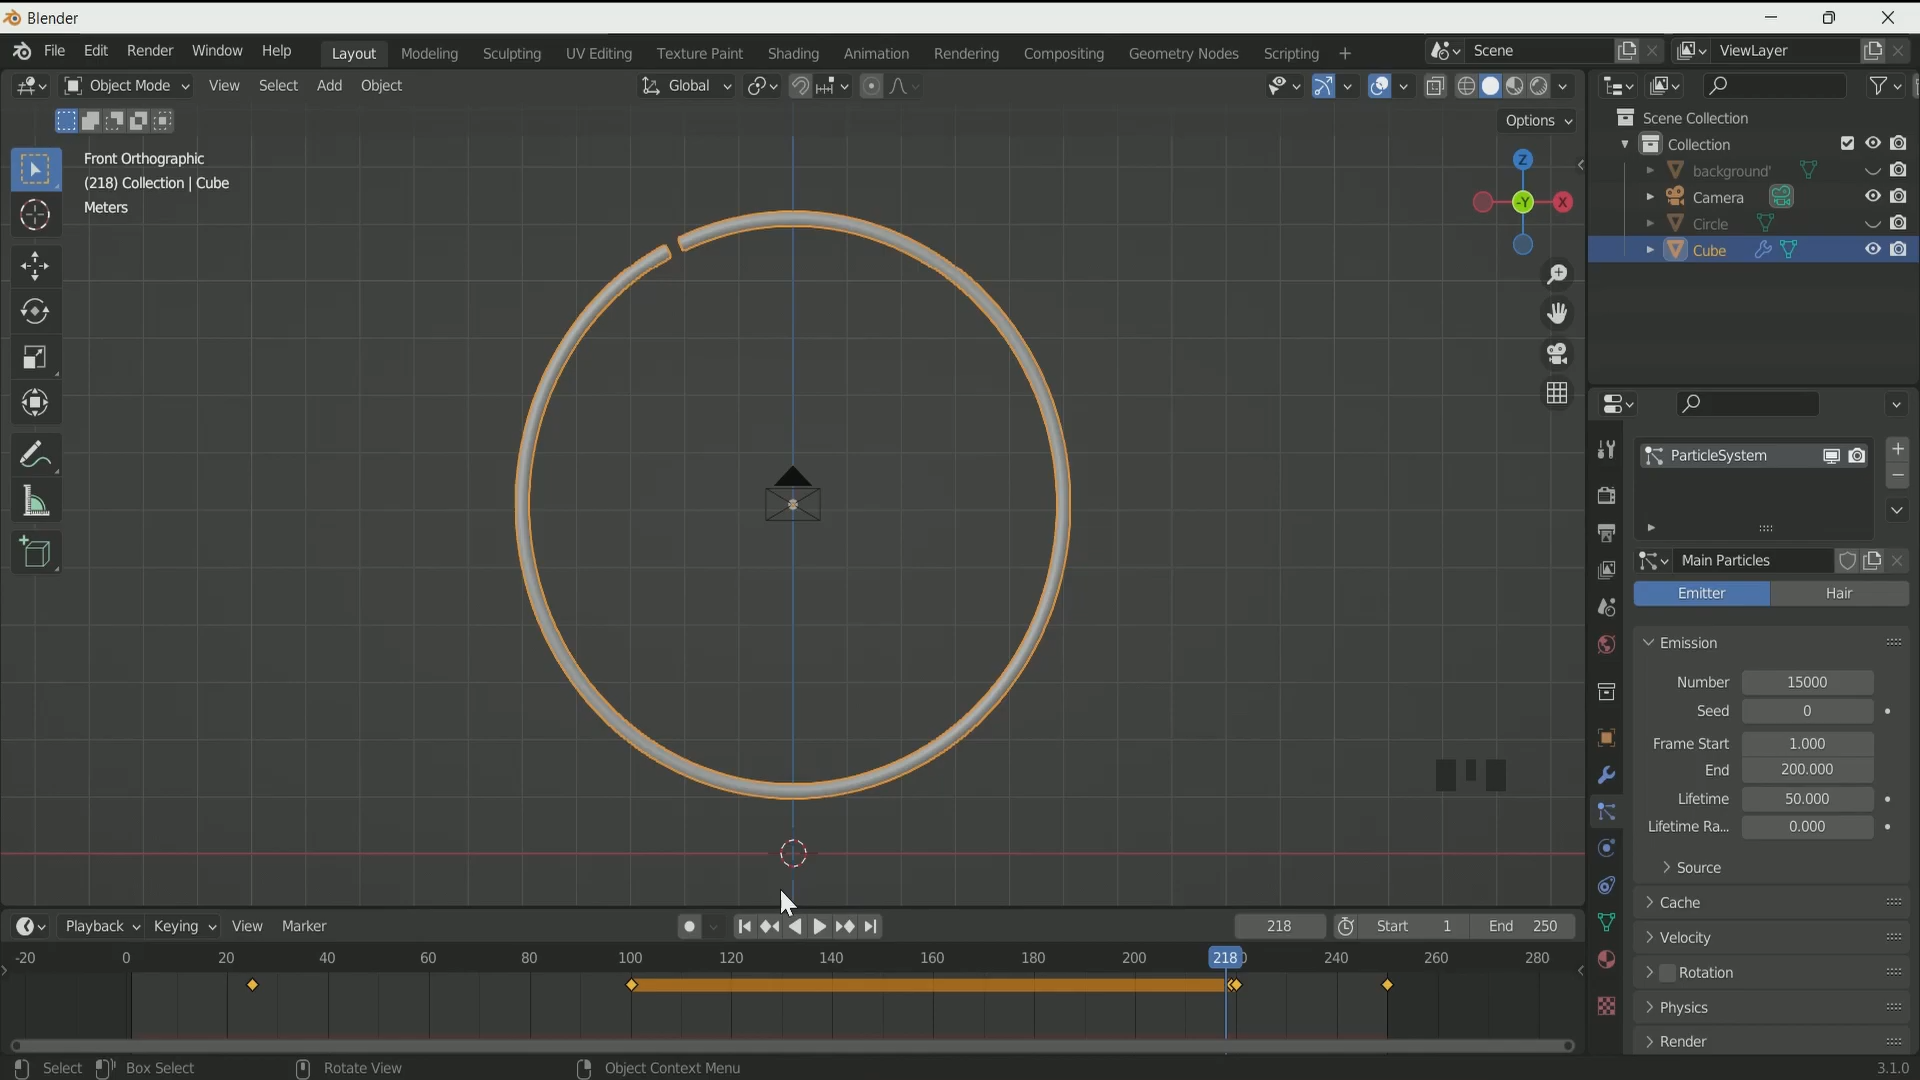 Blender
File Edit Render Window Help Layout Modeling Sculpting UV Editing Texture Paint Shading Animation Rendering Compositing Geometry Nodes Scripting + Scene ViewLayer
Object Mode View Select Add Object Global
Options
Front Orthographic
(218) Collection | Cube
Meters
Z
-Y
X
Scene Collection
Collection
background'
Camera
Circle
Cube
ParticleSystem
Main Particles
Emitter Hair
Emission
Number 15000
Seed 0
Frame Start 1.000
End 200.000
Lifetime 50.000
Lifetime Ra... 0.000
Source
Cache
Velocity
Rotation
Physics
Render
Playback Keying View Marker 218 Start 1 End 250
-20 0 20 40 60 80 100 120 140 160 180 200 218 240 260 280
Select Box Select Rotate View Object Context Menu 3.1.0